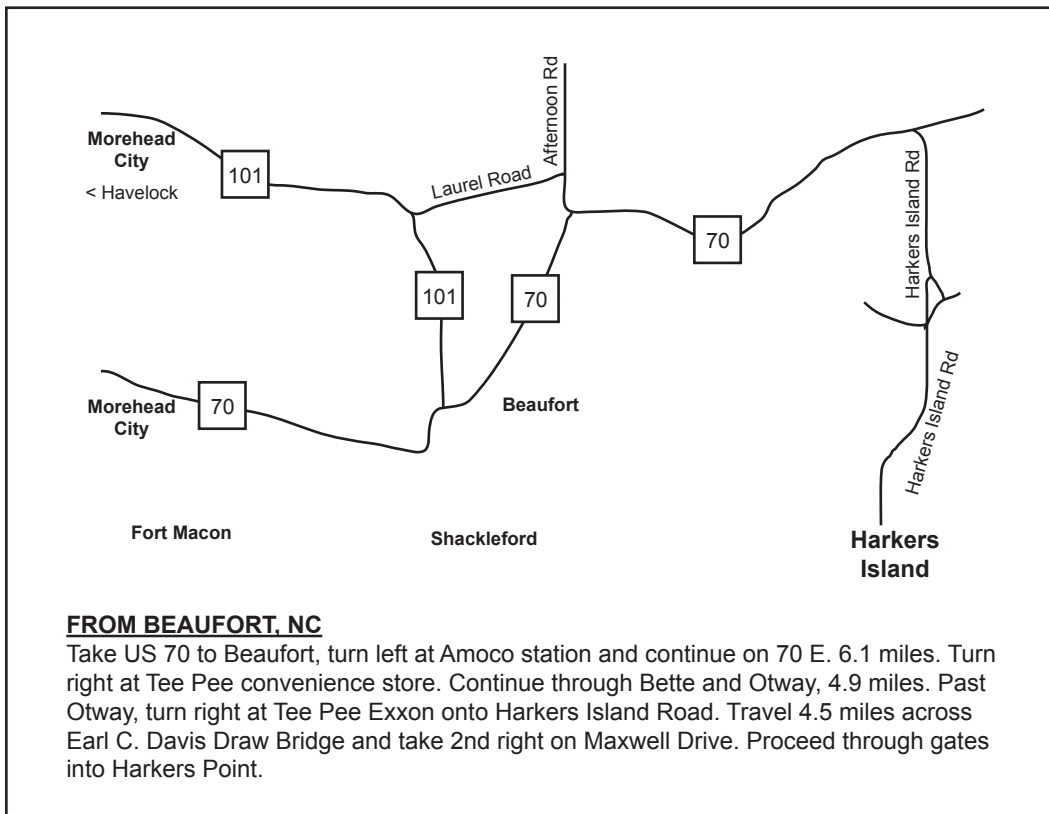 Afternoon Rd
Morehead
City
101
< Havelock
Laurel Road
Harkers Island Rd
70
101
70
Harkers Island Rd
Morehead
City
70
Beaufort
Fort Macon
Shackleford
Harkers
Island
FROM BEAUFORT, NC
Take US 70 to Beaufort, turn left at Amoco station and continue on 70 E. 6.1 miles. Turn
right at Tee Pee convenience store. Continue through Bette and Otway, 4.9 miles. Past
Otway, turn right at Tee Pee Exxon onto Harkers Island Road. Travel 4.5 miles across
Earl C. Davis Draw Bridge and take 2nd right on Maxwell Drive. Proceed through gates
into Harkers Point.